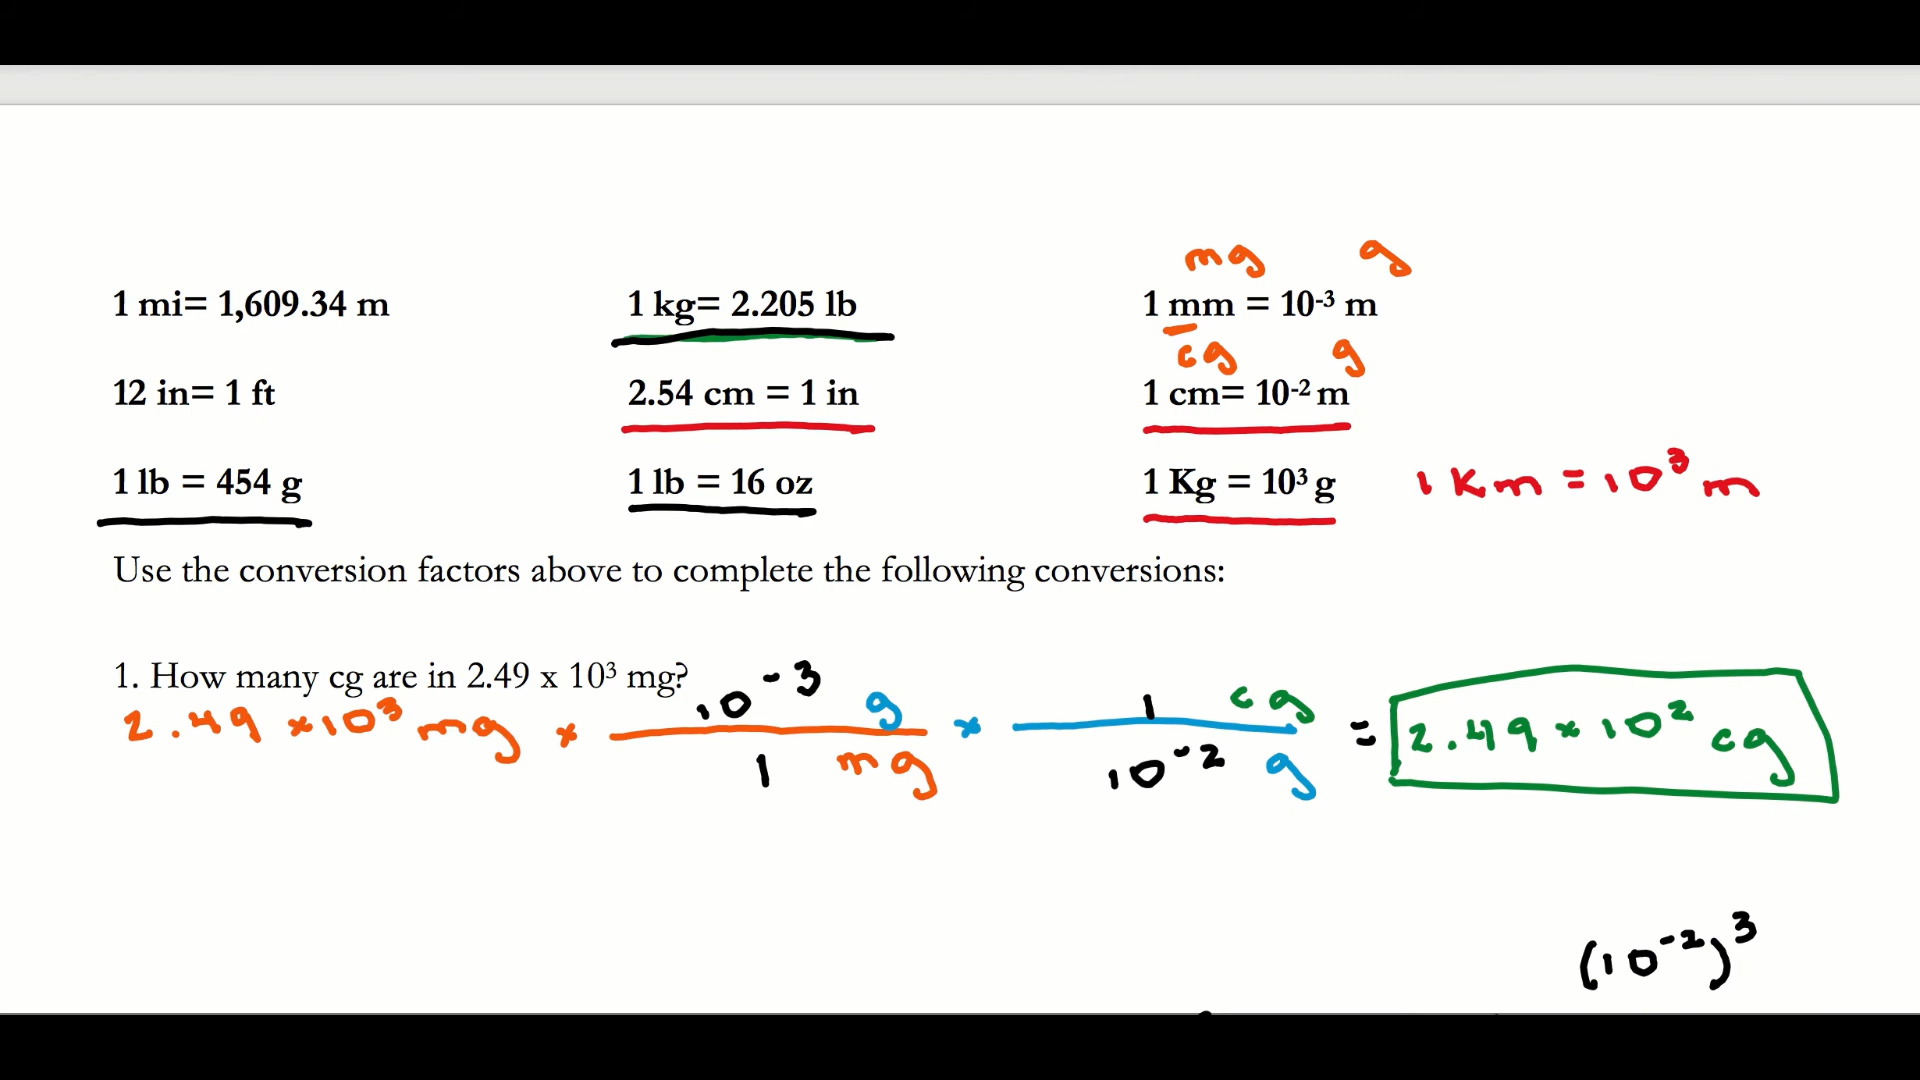 mg g
1 mi= 1,609.34 m 1 kg= 2.205 lb 1 mm = 10⁻³ m
cg g
12 in= 1 ft 2.54 cm = 1 in 1 cm= 10⁻² m
1 lb = 454 g 1 lb = 16 oz 1 Kg = 10³ g 1 Km = 10³ m
Use the conversion factors above to complete the following conversions:
1. How many cg are in 2.49 x 10³ mg?
2.49 × 10³ mg × 10⁻³ g / 1 mg × 1 cg / 10⁻² g = 2.49 × 10² cg
(10⁻²)³